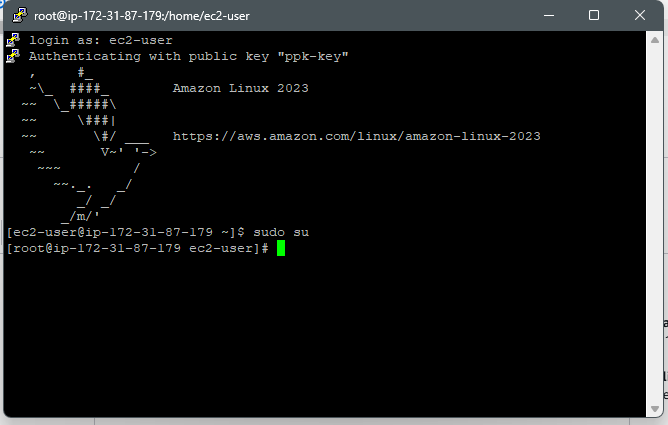 root@ip-172-31-87-179:/home/ec2-user
login as: ec2-user
Authenticating with public key "ppk-key"
   ,     #_
   ~\_  ####_        Amazon Linux 2023
  ~~  \_#####\
  ~~     \###|
  ~~       \#/ ___   https://aws.amazon.com/linux/amazon-linux-2023
   ~~       V~' '->
    ~~~         /
      ~~._.   _/
         _/ _/
       _/m/'
[ec2-user@ip-172-31-87-179 ~]$ sudo su
[root@ip-172-31-87-179 ec2-user]#